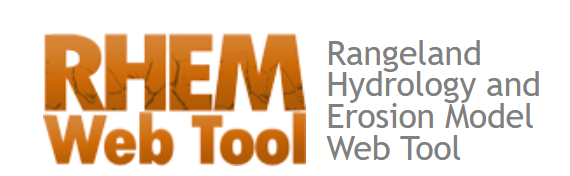 RHEM
Web Tool
Rangeland
Hydrology and
Erosion Model
Web Tool